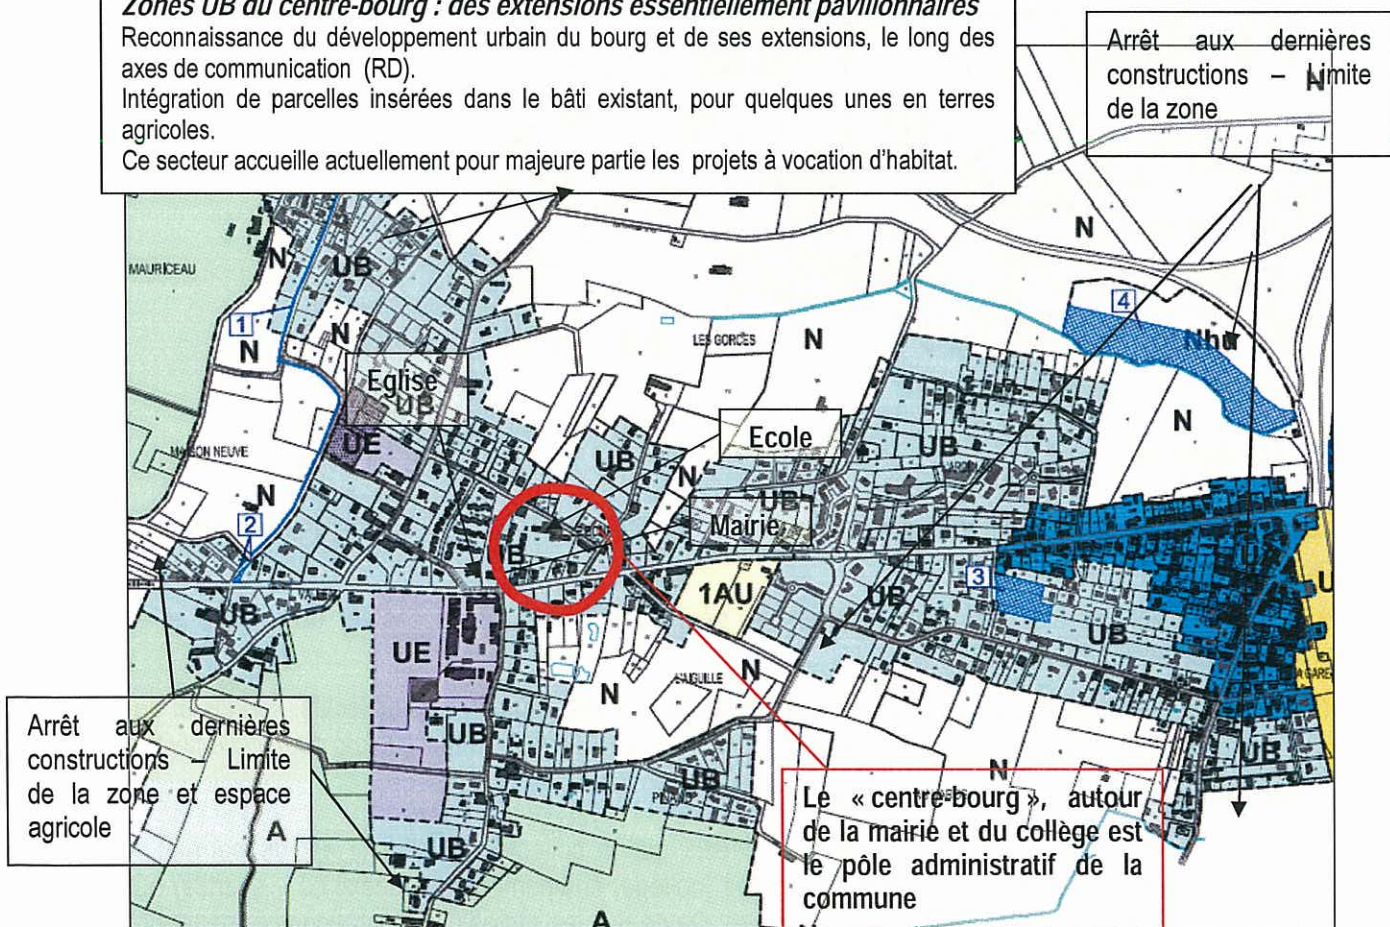 Zones UB du centre-bourg : des extensions essentiellement pavillonnaires
Reconnaissance du développement urbain du bourg et de ses extensions, le long des
axes de communication (RD).
Intégration de parcelles insérées dans le bâti existant, pour quelques unes en terres
agricoles.
Ce secteur accueille actuellement pour majeure partie les projets à vocation d'habitat.
Arrêt aux dernières
constructions – Limite
de la zone
N
N
MAURICEAU
N
UB
1
N
N
4
Nhu
LES GORCES
N
Eglise
UB
N
Ecole
UE
UB
UB
MAISON NEUVE
N
N
UB
Mairie
2
UB
3
1AU
UB
U
U
UB
UB
UE
N
L'AIGUILLE
N
A GARE
Arrêt aux dernières
constructions – Limite
de la zone et espace
agricole
UB
UB
UB
N
A
UB
Le « centre-bourg », autour
de la mairie et du collège est
le pôle administratif de la
commune
A